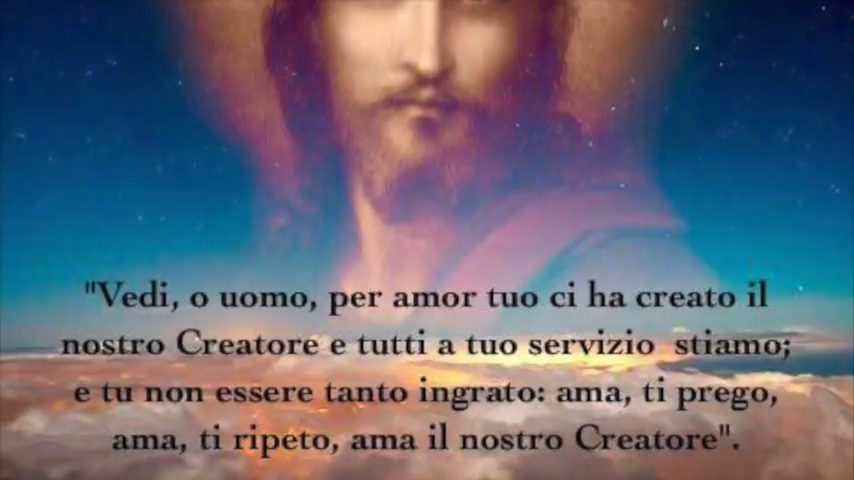 "Vedi, o uomo, per amor tuo ci ha creato il
nostro Creatore e tutti a tuo servizio stiamo;
e tu non essere tanto ingrato: ama, ti prego,
ama, ti ripeto, ama il nostro Creatore".